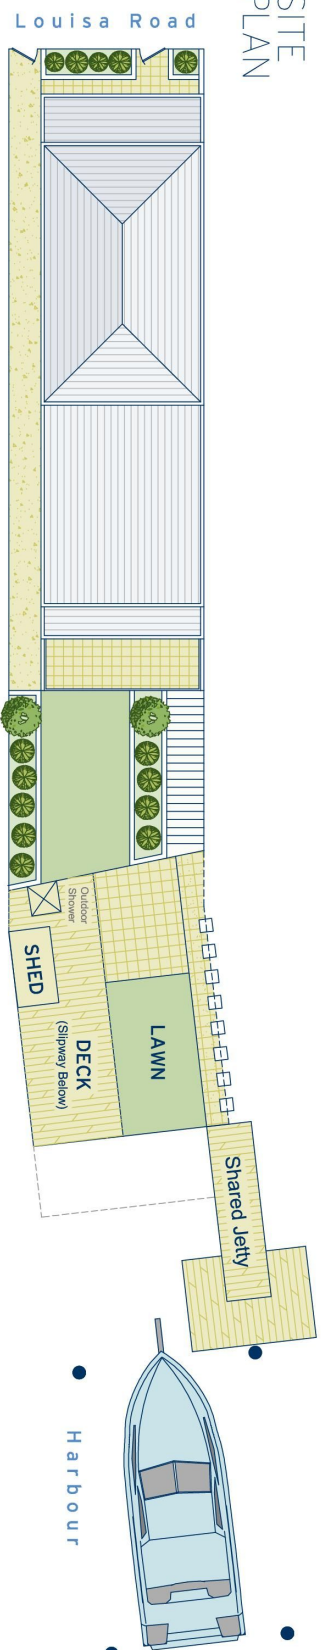 Louisa Road
SITE
PLAN
Outdoor
Shower
SHED
DECK
(Slipway Below)
LAWN
Shared Jetty
Harbour